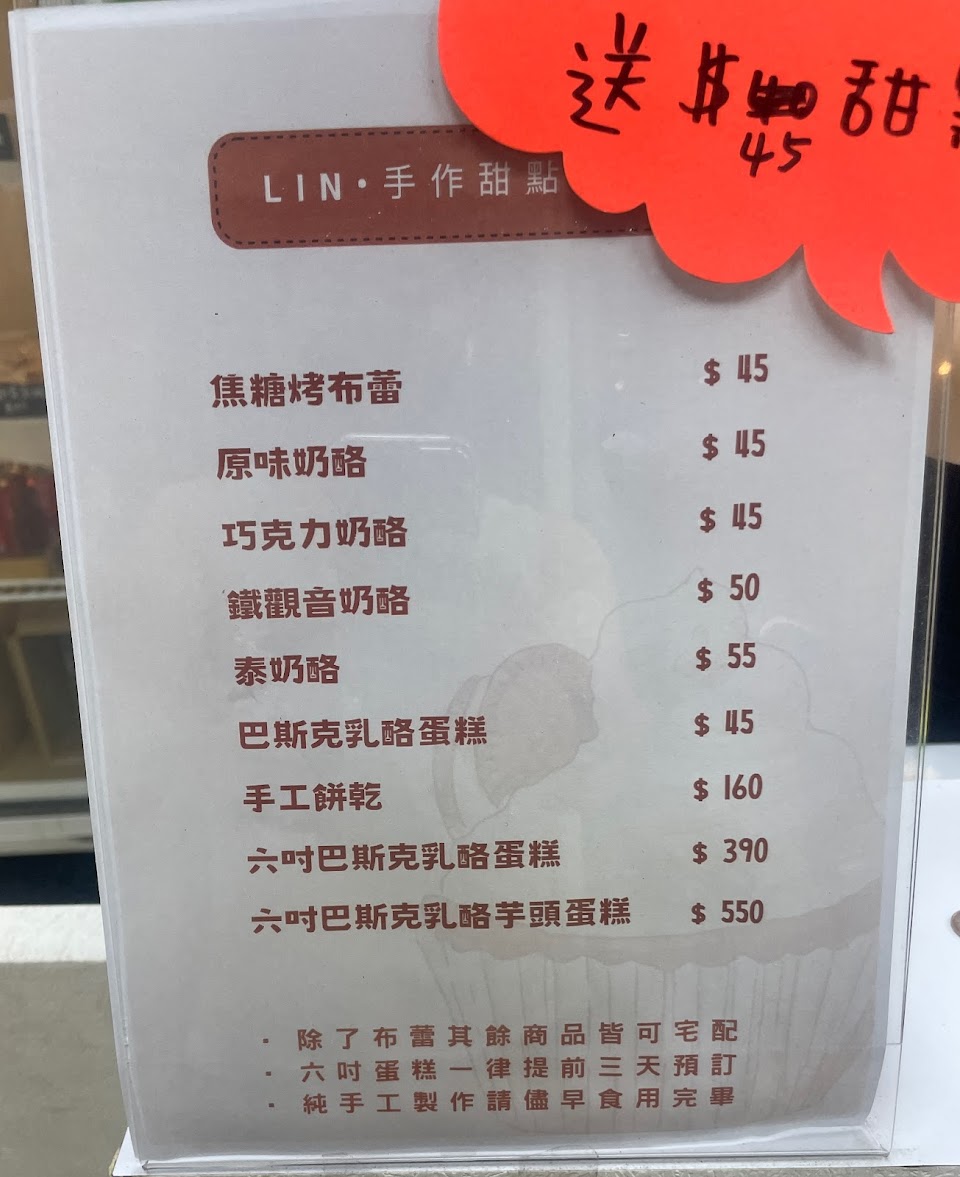 送 $ 45 甜
LIN·手作甜點
焦糖烤布蕾 $ 45
原味奶酪 $ 45
巧克力奶酪 $ 45
鐵觀音奶酪 $ 50
泰奶酪 $ 55
巴斯克乳酪蛋糕 $ 45
手工餅乾 $ 160
六吋巴斯克乳酪蛋糕 $ 390
六吋巴斯克乳酪芋頭蛋糕 $ 550
· 除了布蕾其餘商品皆可宅配
· 六吋蛋糕一律提前三天預訂
· 純手工製作請儘早食用完畢